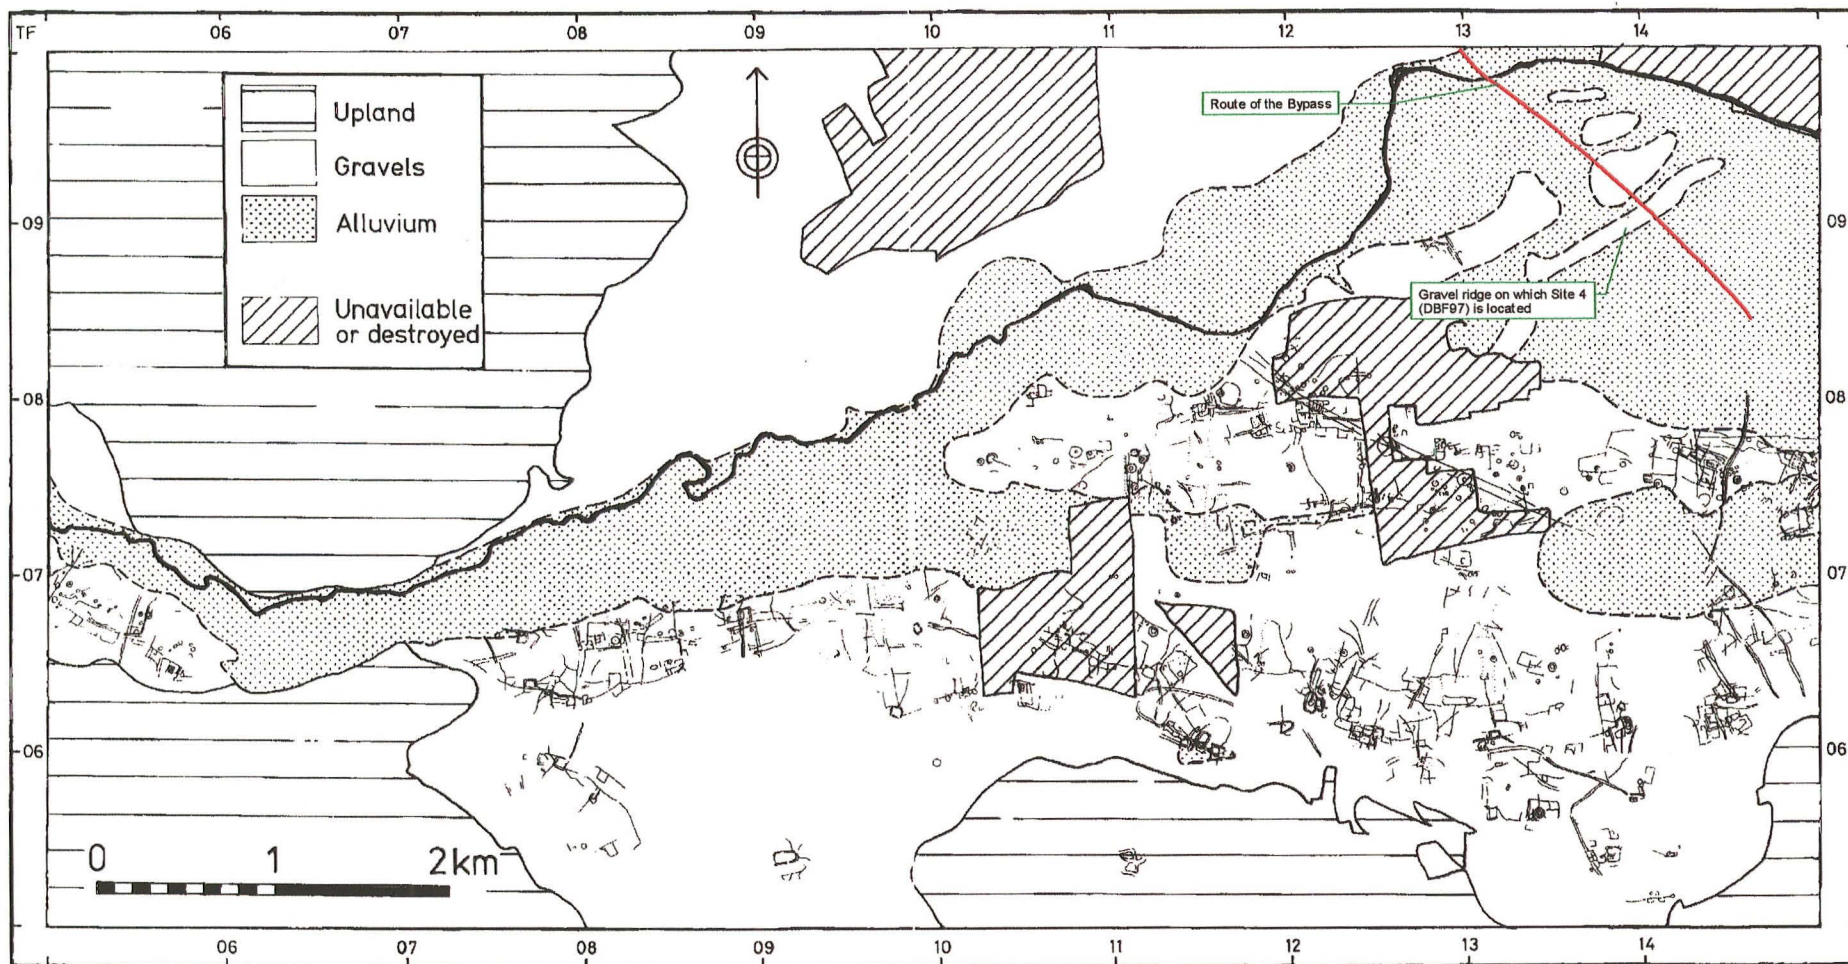 TF 06 07 08 09 10 11 12 13 14
Upland
Gravels
Alluvium
Unavailable
or destroyed
Route of the Bypass
09 09
Gravel ridge on which Site 4
(DBF97) is located
08 08
07 07
06 06
0 1 2km
06 07 08 09 10 11 12 13 14